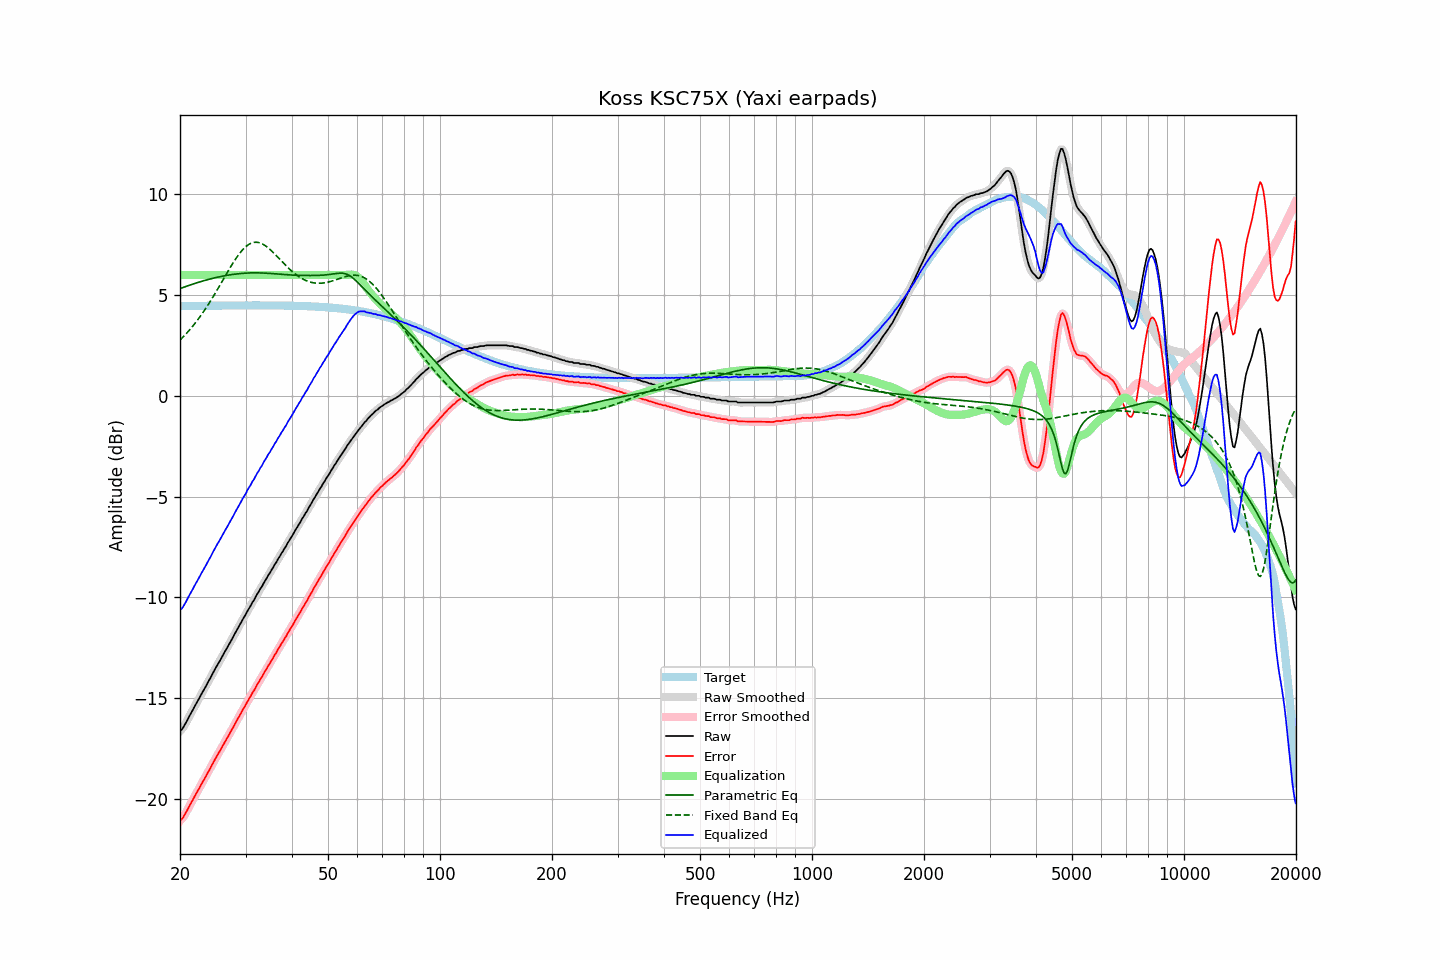 Koss KSC75X (Yaxi earpads)
Amplitude (dBr)
10
5
0
−5
−10
−15
−20
Target
Raw Smoothed
Error Smoothed
Raw
Error
Equalization
Parametric Eq
Fixed Band Eq
Equalized
20 50 100 200 500 1000 2000 5000 10000 20000
Frequency (Hz)